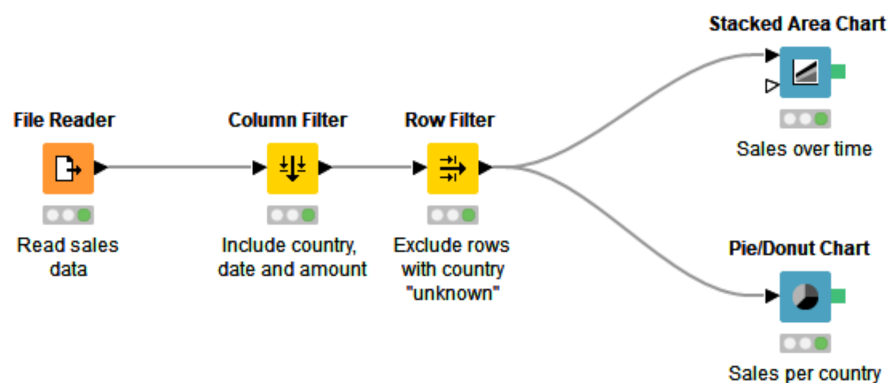 Stacked Area Chart
Sales over time
File Reader
Read sales
data
Column Filter
Include country,
date and amount
Row Filter
Exclude rows
with country
"unknown"
Pie/Donut Chart
Sales per country